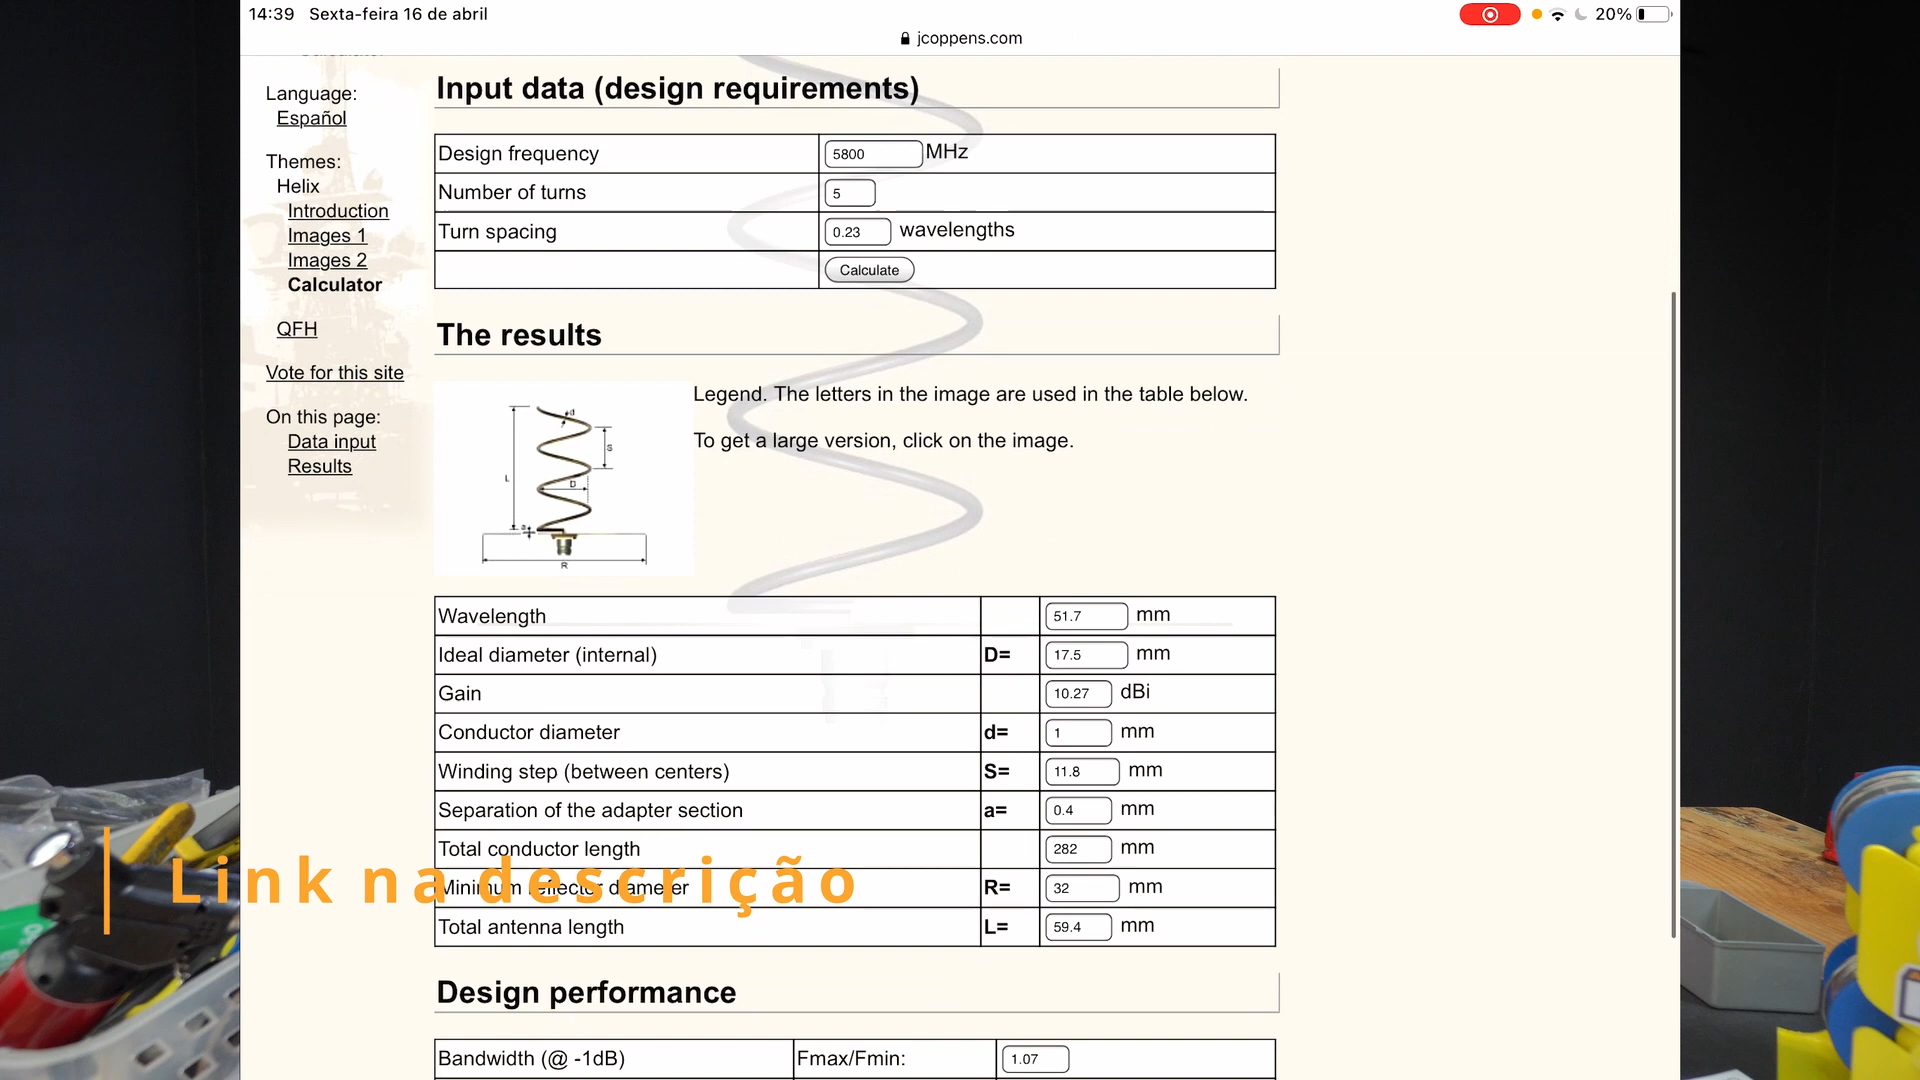 14:39 Sexta-feira 16 de abril
20%
jcoppens.com
Language:
Español
Themes:
Helix
Introduction
Images 1
Images 2
Calculator
QFH
Vote for this site
On this page:
Data input
Results
Input data (design requirements)
Design frequency 5800 MHz
Number of turns 5
Turn spacing 0.23 wavelengths
Calculate
The results
Legend. The letters in the image are used in the table below.
To get a large version, click on the image.
d
S
L
D
a
R
Wavelength 51.7 mm
Ideal diameter (internal) D= 17.5 mm
Gain 10.27 dBi
Conductor diameter d= 1 mm
Winding step (between centers) S= 11.8 mm
Separation of the adapter section a= 0.4 mm
Total conductor length 282 mm
Minimum reflector diameter R= 32 mm
Total antenna length L= 59.4 mm
Link na descrição
Design performance
Bandwidth (@ -1dB) Fmax/Fmin: 1.07